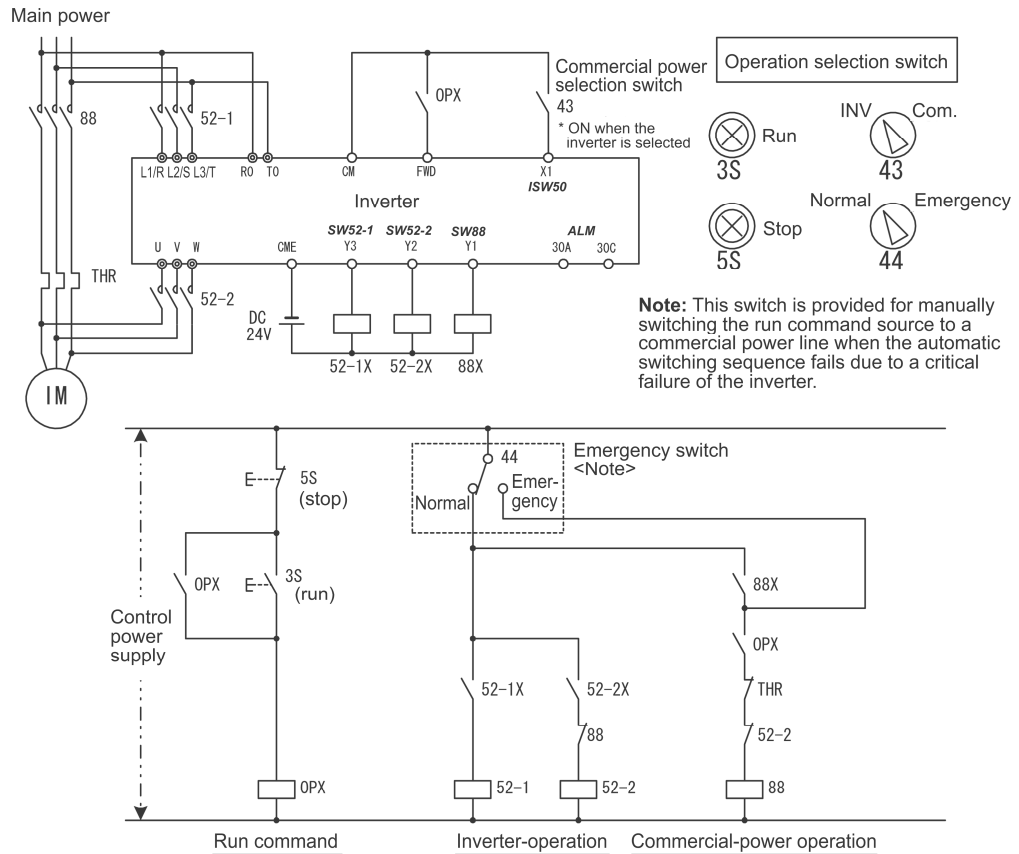 Main power
88
52-1
OPX
Commercial power
selection switch
43
* ON when the
inverter is selected
Operation selection switch
Run
3S
INV
Com.
43
Stop
5S
Normal
Emergency
44
L1/R L2/S L3/T
R0
T0
CM
FWD
X1
ISW50
Inverter
SW52-1
SW52-2
SW88
ALM
U
V
W
CME
Y3
Y2
Y1
30A
30C
THR
52-2
DC
24V
52-1X
52-2X
88X
IM
Note: This switch is provided for manually
switching the run command source to a
commercial power line when the automatic
switching sequence fails due to a critical
failure of the inverter.
Control
power
supply
5S
(stop)
OPX
3S
(run)
OPX
44
Normal
Emer-
gency
Emergency switch
<Note>
52-1X
52-2X
88
52-1
52-2
88X
OPX
THR
52-2
88
Run command
Inverter-operation
Commercial-power operation